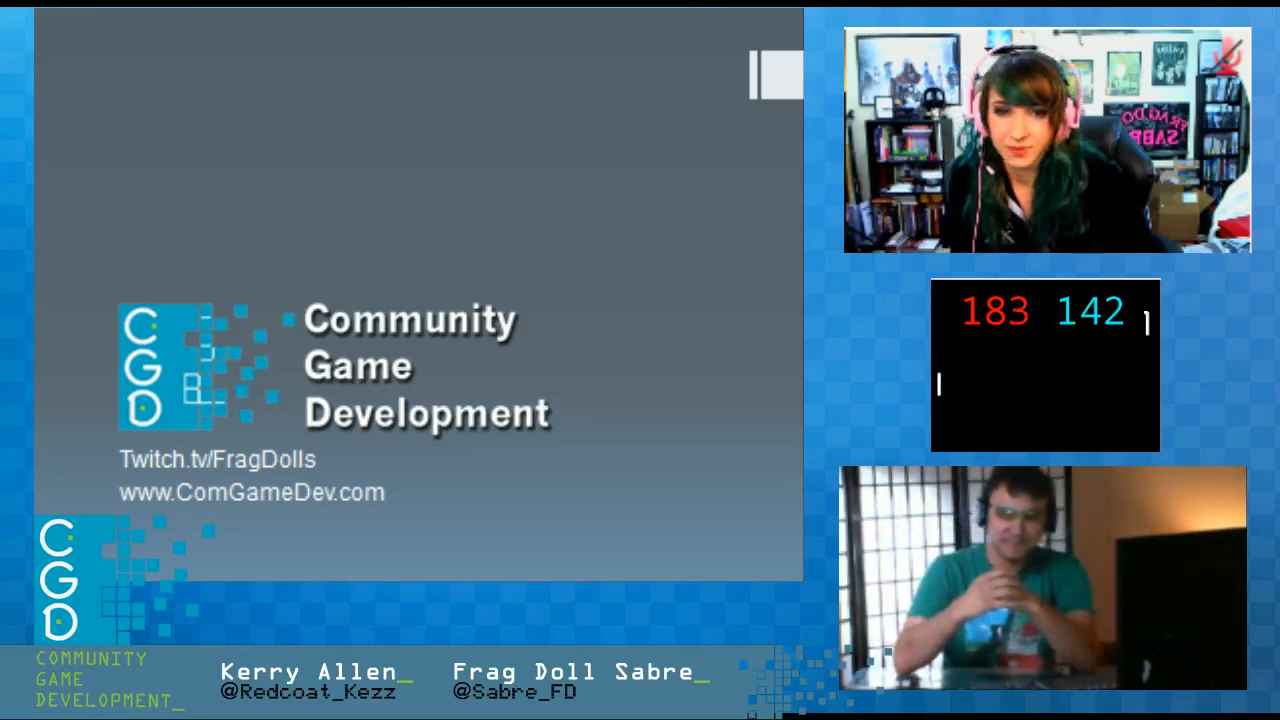 C
G
D
Community
Game
Development
Twitch.tv/FragDolls
www.ComGameDev.com
183 142
C
G
D
COMMUNITY
GAME
DEVELOPMENT_
Kerry Allen_
@Redcoat_Kezz
Frag Doll Sabre_
@Sabre_FD